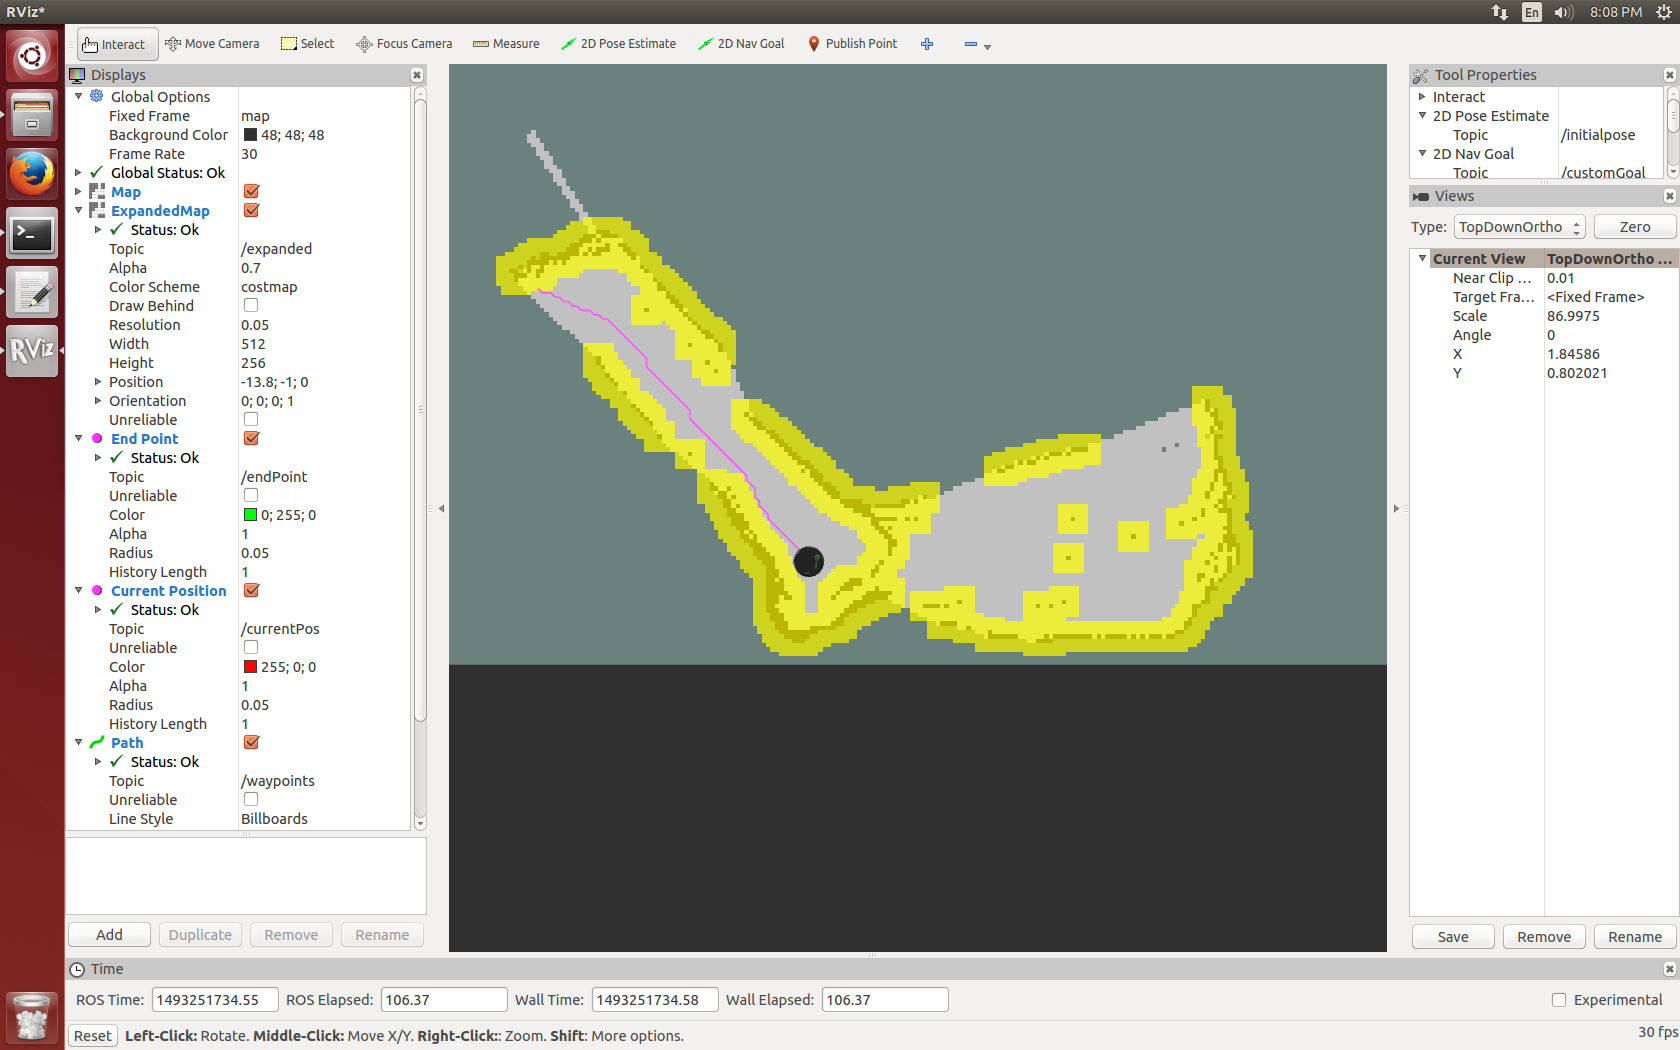 RViz*
En
8:08 PM
Interact
Move Camera
Select
Focus Camera
Measure
2D Pose Estimate
2D Nav Goal
Publish Point
Displays
Global Options
Fixed Frame map
Background Color 48; 48; 48
Frame Rate 30
Global Status: Ok
Map
ExpandedMap
Status: Ok
Topic /expanded
Alpha 0.7
Color Scheme costmap
Draw Behind
Resolution 0.05
Width 512
Height 256
Position -13.8; -1; 0
Orientation 0; 0; 0; 1
Unreliable
End Point
Status: Ok
Topic /endPoint
Unreliable
Color 0; 255; 0
Alpha 1
Radius 0.05
History Length 1
Current Position
Status: Ok
Topic /currentPos
Unreliable
Color 255; 0; 0
Alpha 1
Radius 0.05
History Length 1
Path
Status: Ok
Topic /waypoints
Unreliable
Line Style Billboards
Add
Duplicate
Remove
Rename
RViz
Tool Properties
Interact
2D Pose Estimate
Topic /initialpose
2D Nav Goal
Topic /customGoal
Views
Type: TopDownOrtho Zero
Current View TopDownOrtho ...
Near Clip ... 0.01
Target Fra... <Fixed Frame>
Scale 86.9975
Angle 0
X 1.84586
Y 0.802021
Save
Remove
Rename
Time
ROS Time: 1493251734.55 ROS Elapsed: 106.37 Wall Time: 1493251734.58 Wall Elapsed: 106.37
Experimental
Reset
Left-Click: Rotate. Middle-Click: Move X/Y. Right-Click:: Zoom. Shift: More options.
30 fps